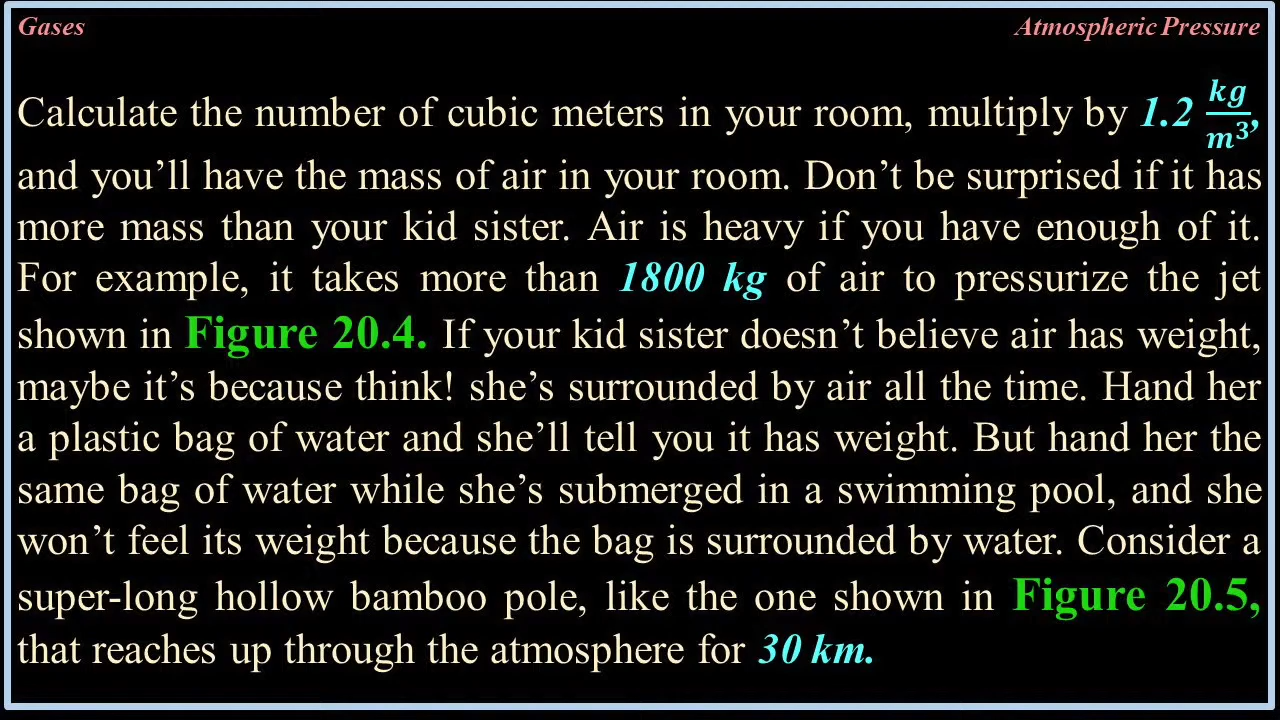 Gases
Atmospheric Pressure
Calculate the number of cubic meters in your room, multiply by 1.2 kg/m³,
and you’ll have the mass of air in your room. Don’t be surprised if it has
more mass than your kid sister. Air is heavy if you have enough of it.
For example, it takes more than 1800 kg of air to pressurize the jet
shown in Figure 20.4. If your kid sister doesn’t believe air has weight,
maybe it’s because think! she’s surrounded by air all the time. Hand her
a plastic bag of water and she’ll tell you it has weight. But hand her the
same bag of water while she’s submerged in a swimming pool, and she
won’t feel its weight because the bag is surrounded by water. Consider a
super-long hollow bamboo pole, like the one shown in Figure 20.5,
that reaches up through the atmosphere for 30 km.